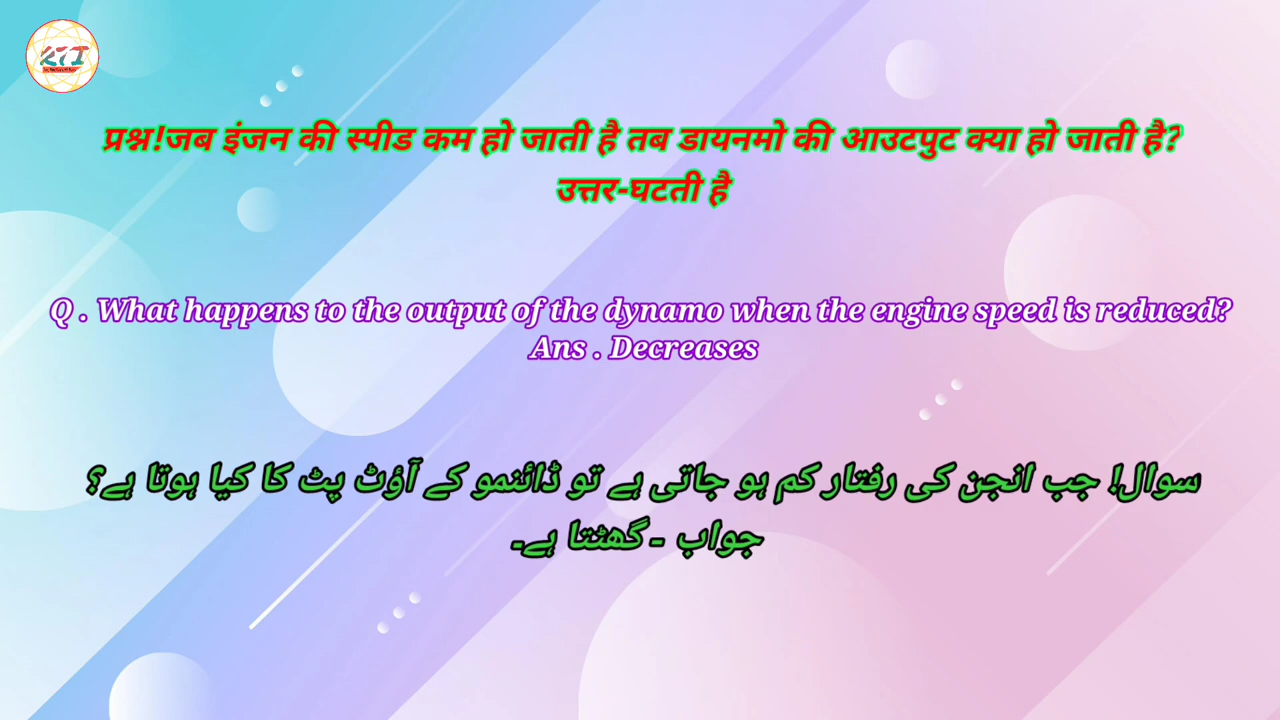 KTI
प्रश्न!जब इंजन की स्पीड कम हो जाती है तब डायनमो की आउटपुट क्या हो जाती है?
उत्तर-घटती है
Q . What happens to the output of the dynamo when the engine speed is reduced?
Ans . Decreases
سوال! جب انجن کی رفتار کم ہو جاتی ہے تو ڈائنمو کے آؤٹ پٹ کا کیا ہوتا ہے؟
جواب - گھٹتا ہے۔